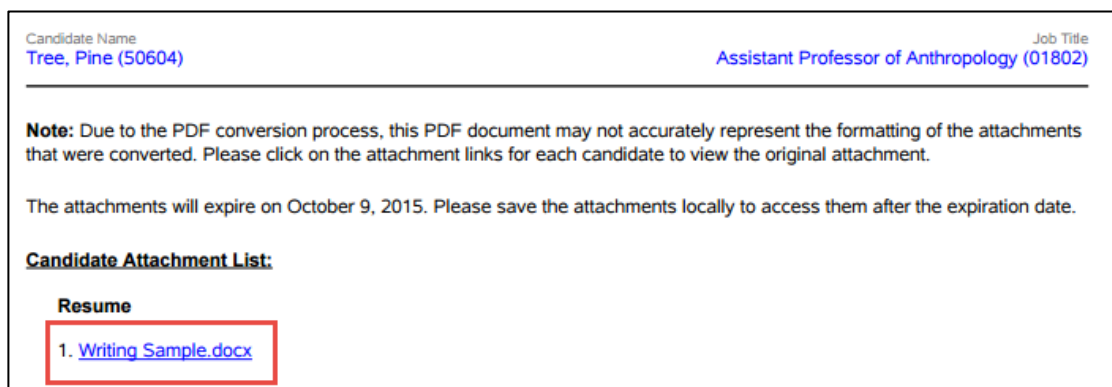 Candidate Name
Job Title
Tree, Pine (50604)
Assistant Professor of Anthropology (01802)
Note: Due to the PDF conversion process, this PDF document may not accurately represent the formatting of the attachments
that were converted. Please click on the attachment links for each candidate to view the original attachment.
The attachments will expire on October 9, 2015. Please save the attachments locally to access them after the expiration date.
Candidate Attachment List:
Resume
1. Writing Sample.docx